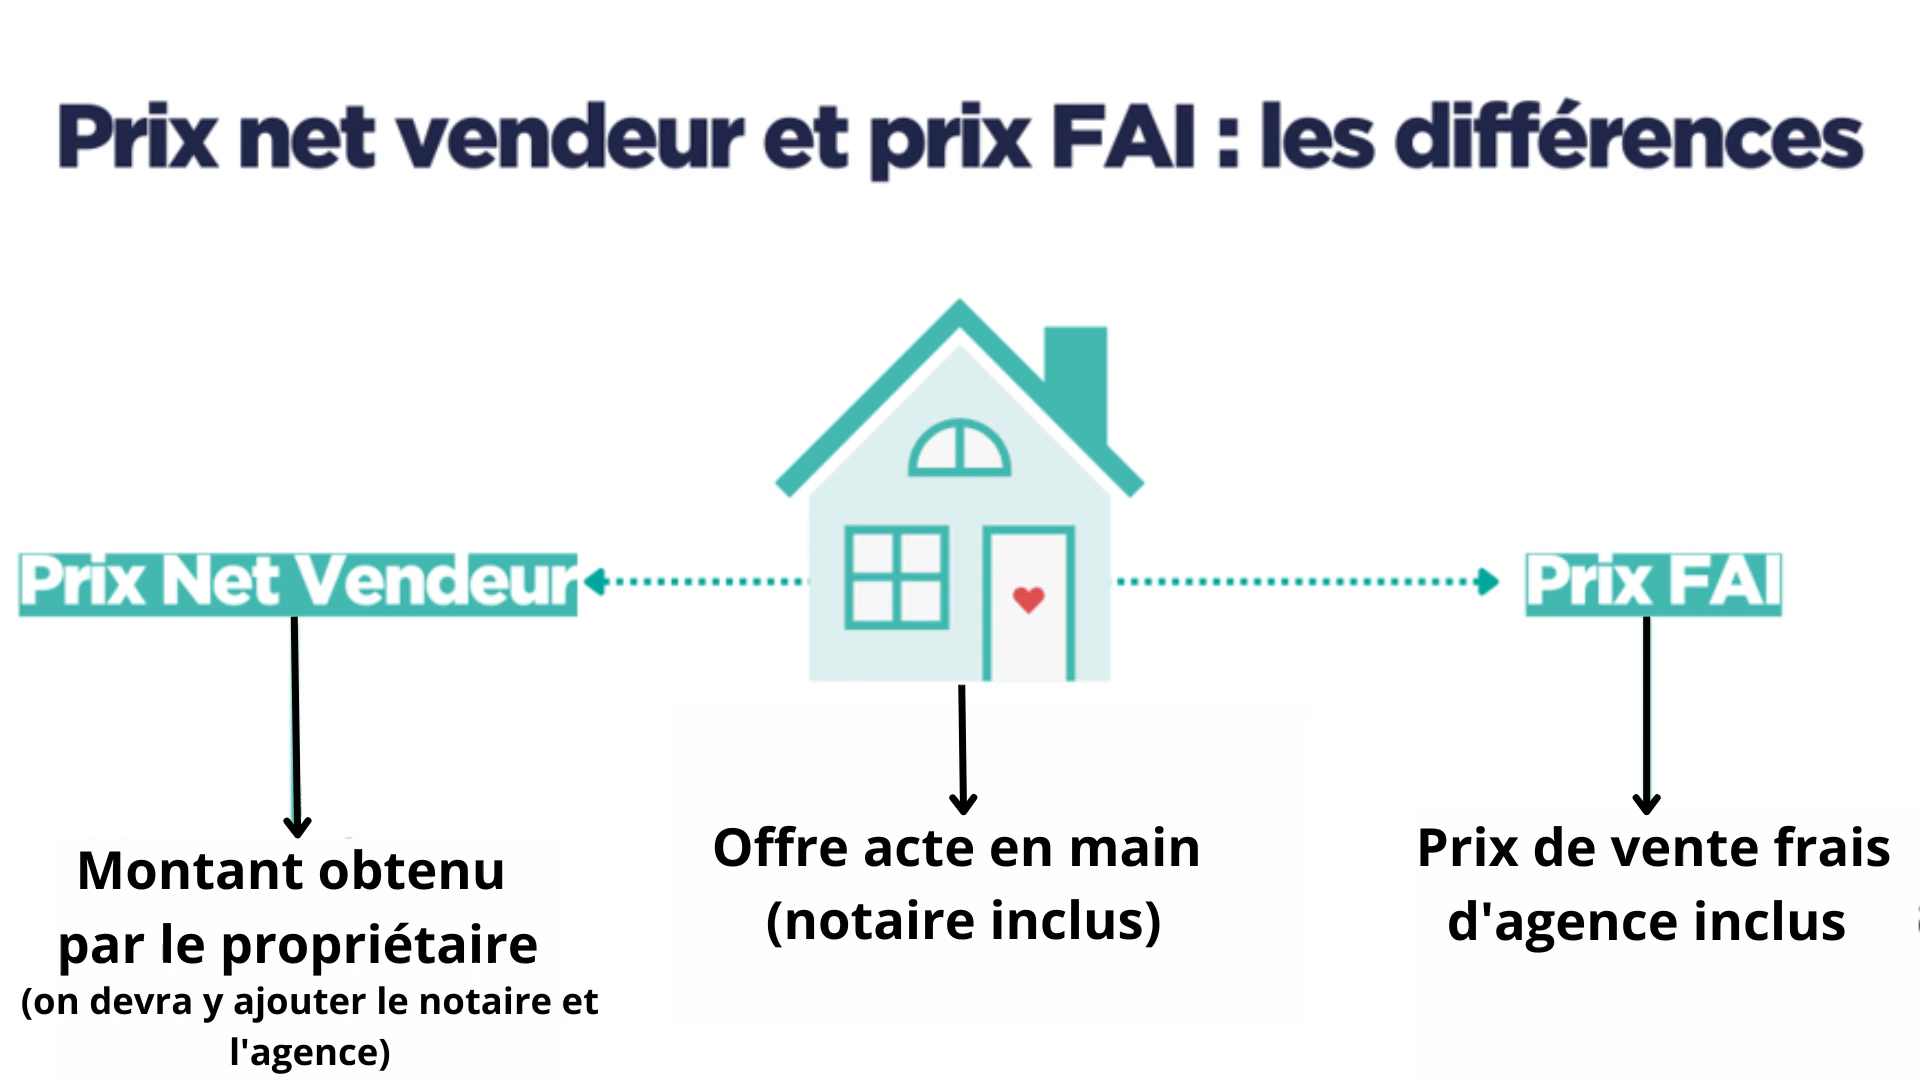 Prix net vendeur et prix FAI : les différences
Prix Net Vendeur
Prix FAI
Montant obtenu
par le propriétaire
(on devra y ajouter le notaire et
l'agence)
Offre acte en main
(notaire inclus)
Prix de vente frais
d'agence inclus